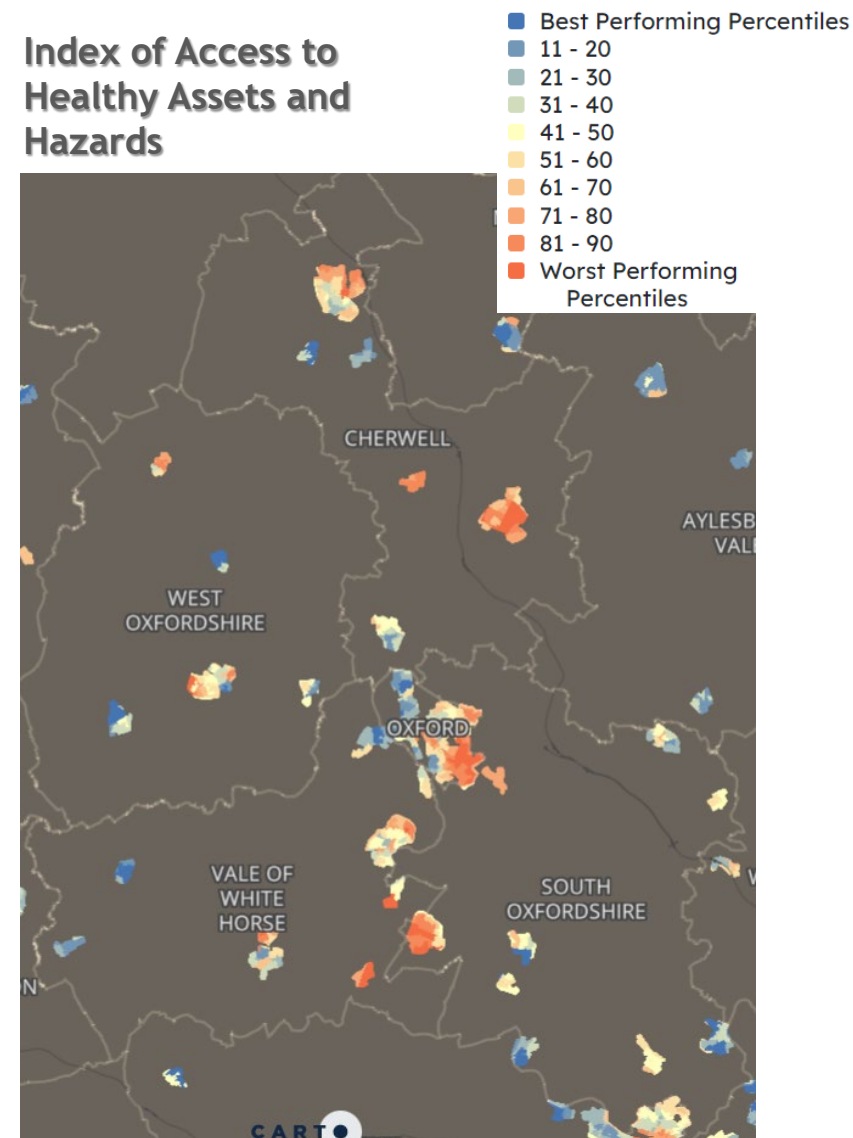 Index of Access to
Healthy Assets and
Hazards
Best Performing Percentiles
11 - 20
21 - 30
31 - 40
41 - 50
51 - 60
61 - 70
71 - 80
81 - 90
Worst Performing
Percentiles
CHERWELL
AYLESB
VALE
WEST
OXFORDSHIRE
OXFORD
VALE OF
WHITE
HORSE
SOUTH
OXFORDSHIRE
W
N
CARTO